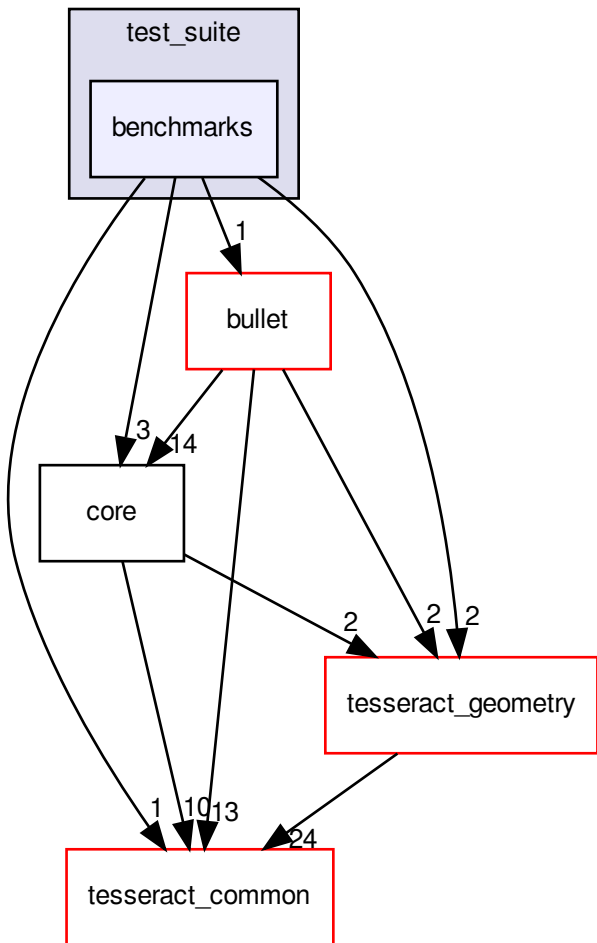 test_suite
benchmarks
1
bullet
3
14
core
2
2
2
tesseract_geometry
1
10
13
24
tesseract_common